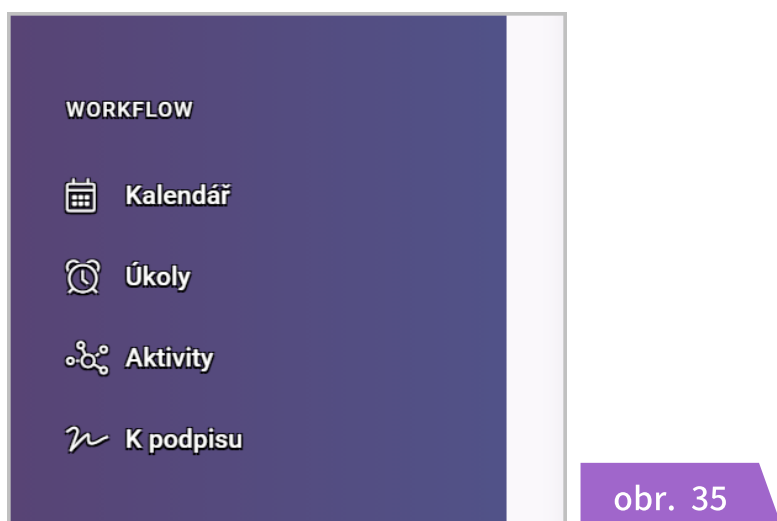 WORKFLOW
Kalendář
Úkoly
Aktivity
K podpisu
obr. 35